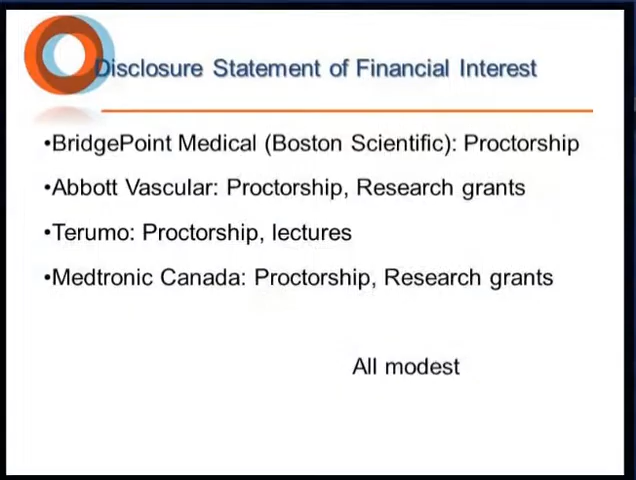 Disclosure Statement of Financial Interest
•BridgePoint Medical (Boston Scientific): Proctorship
•Abbott Vascular: Proctorship, Research grants
•Terumo: Proctorship, lectures
•Medtronic Canada: Proctorship, Research grants
All modest